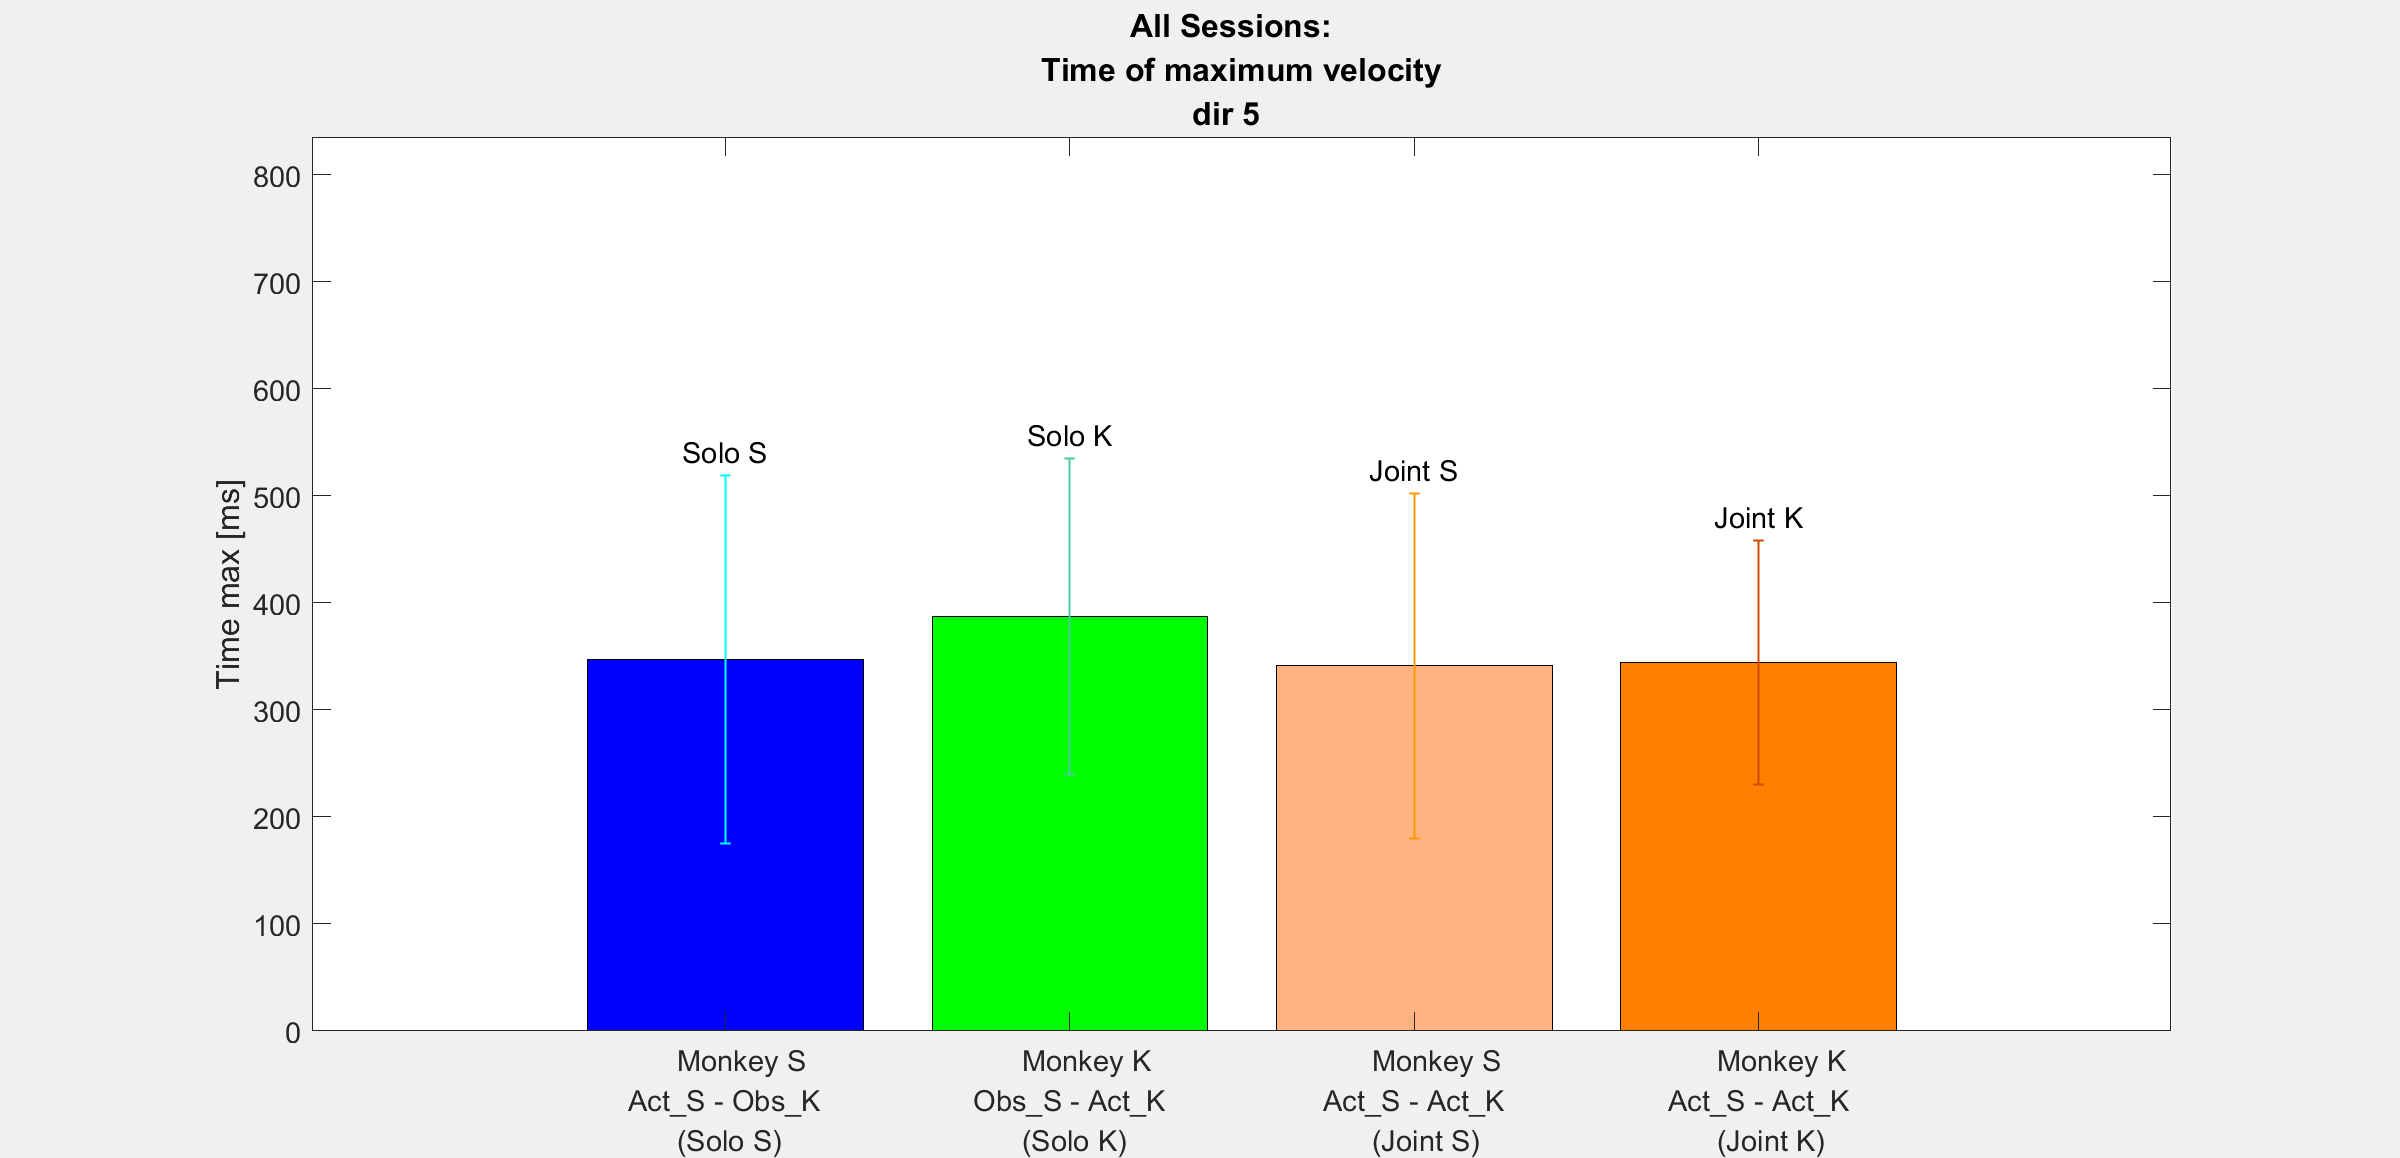 All Sessions:
Time of maximum velocity
dir 5
800
700
600
500
400
300
200
100
0
Time max [ms]
Solo S
Solo K
Joint S
Joint K
Monkey S
Act_S - Obs_K
(Solo S)
Monkey K
Obs_S - Act_K
(Solo K)
Monkey S
Act_S - Act_K
(Joint S)
Monkey K
Act_S - Act_K
(Joint K)